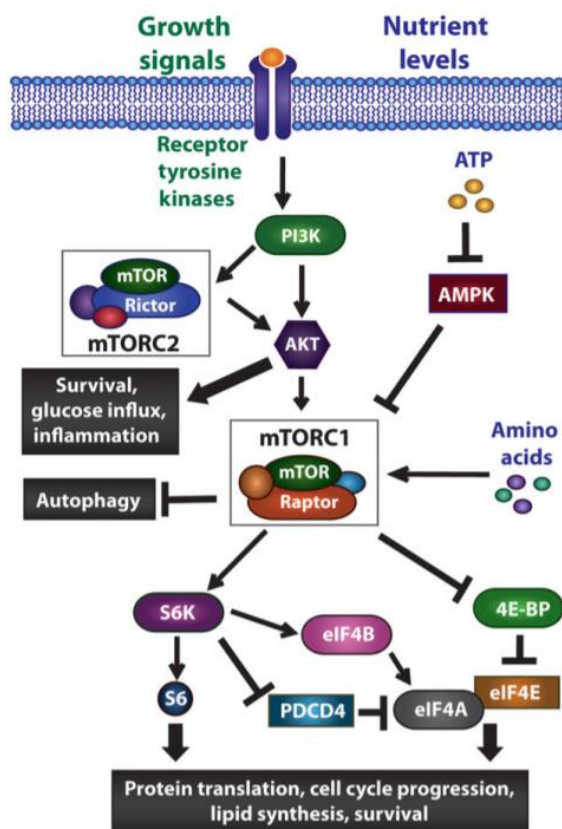 Growth
signals
Nutrient
levels
Receptor
tyrosine
kinases
ATP
PI3K
mTOR
Rictor
mTORC2
AMPK
AKT
Survival,
glucose influx,
inflammation
mTORC1
mTOR
Raptor
Amino
acids
Autophagy
S6K
4E-BP
eIF4B
S6
PDCD4
eIF4A
eIF4E
Protein translation, cell cycle progression,
lipid synthesis, survival